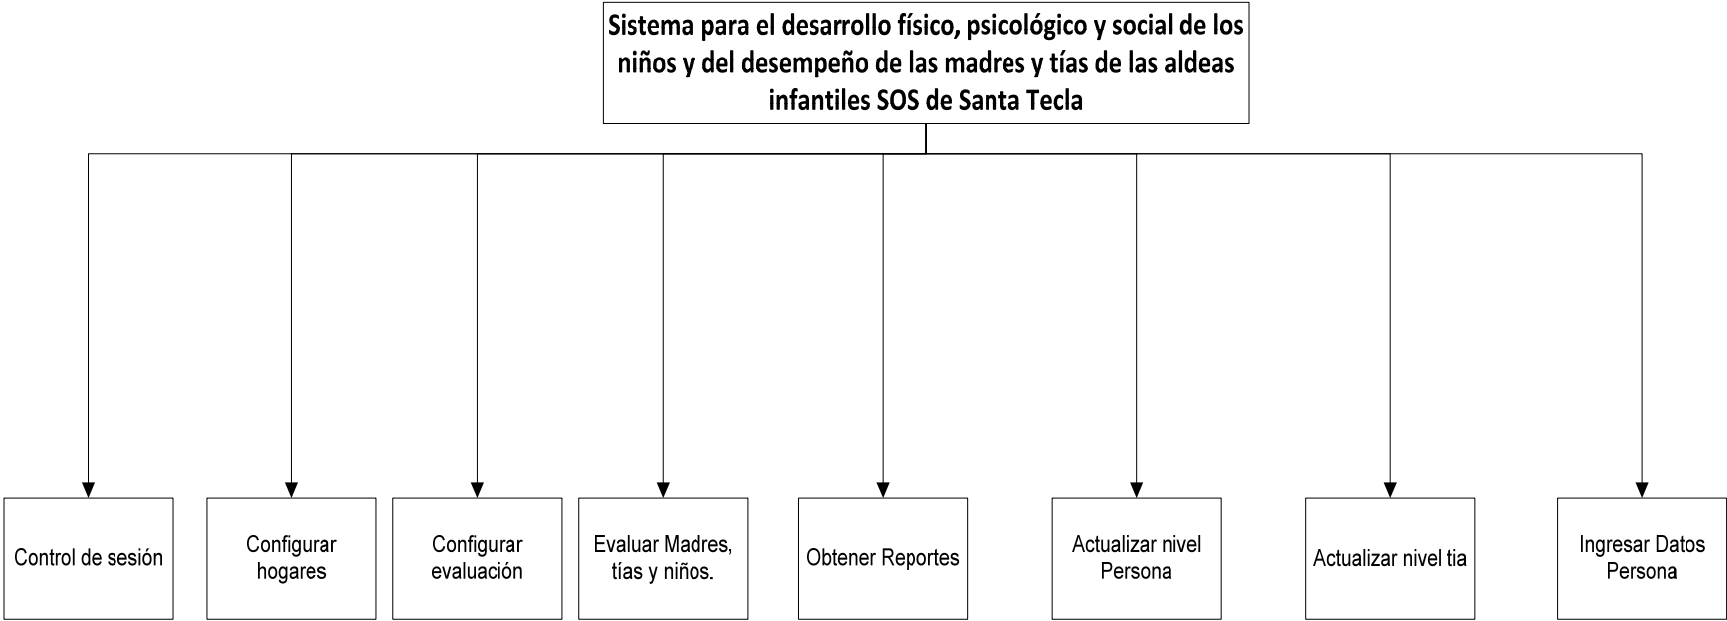 Sistema para el desarrollo físico, psicológico y social de los
niños y del desempeño de las madres y tías de las aldeas
infantiles SOS de Santa Tecla
Control de sesión
Configurar
hogares
Configurar
evaluación
Evaluar Madres,
tías y niños.
Obtener Reportes
Actualizar nivel
Persona
Actualizar nivel tia
Ingresar Datos
Persona